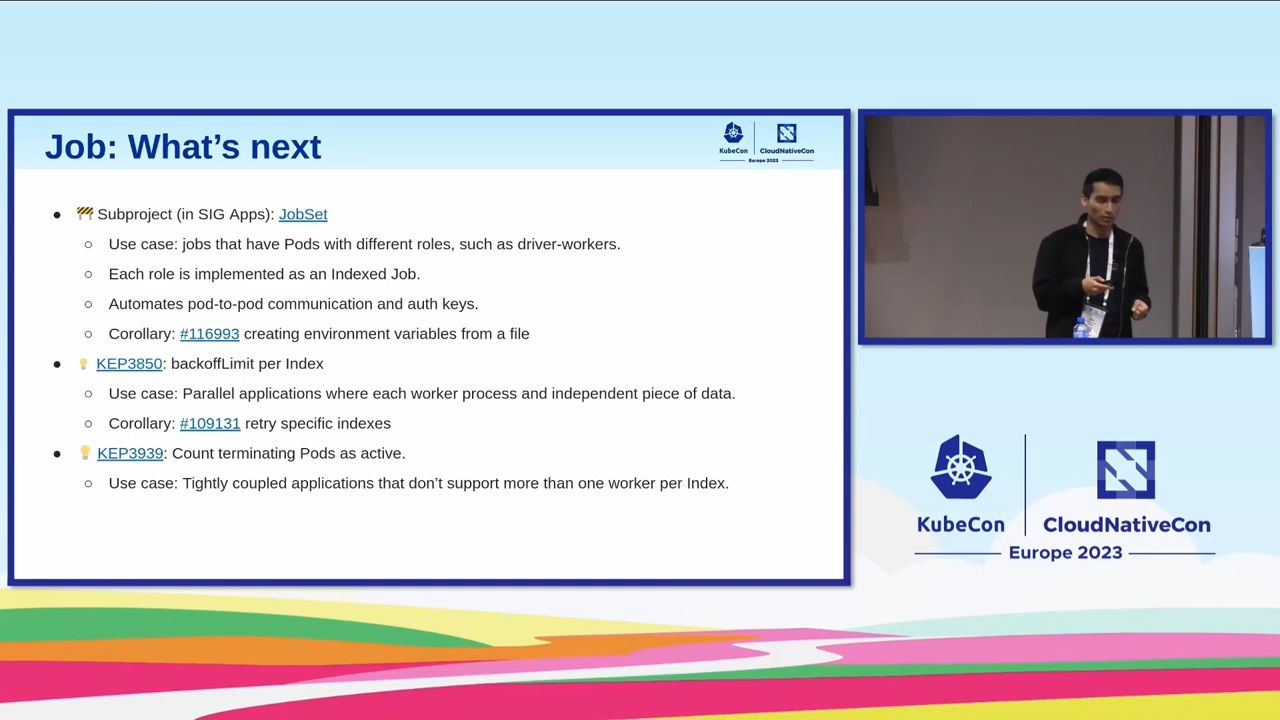 Job: What’s next
KubeCon
CloudNativeCon
Europe 2023
● 🚧 Subproject (in SIG Apps): JobSet
○ Use case: jobs that have Pods with different roles, such as driver-workers.
○ Each role is implemented as an Indexed Job.
○ Automates pod-to-pod communication and auth keys.
○ Corollary: #116993 creating environment variables from a file
● 💡 KEP3850: backoffLimit per Index
○ Use case: Parallel applications where each worker process and independent piece of data.
○ Corollary: #109131 retry specific indexes
● 💡 KEP3939: Count terminating Pods as active.
○ Use case: Tightly coupled applications that don’t support more than one worker per Index.
KubeCon
CloudNativeCon
Europe 2023